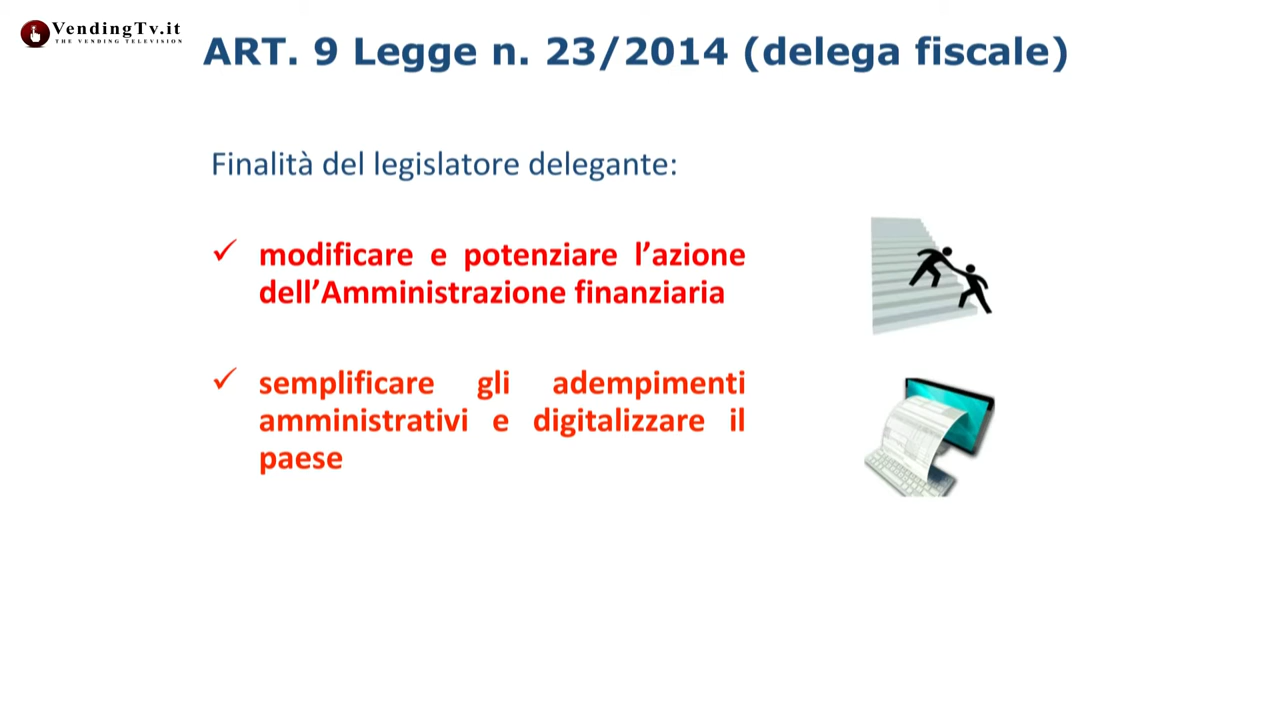 VendingTv.it
THE VENDING TELEVISION
ART. 9 Legge n. 23/2014 (delega fiscale)
Finalità del legislatore delegante:
✓ modificare e potenziare l’azione
dell’Amministrazione finanziaria
✓ semplificare gli adempimenti
amministrativi e digitalizzare il
paese